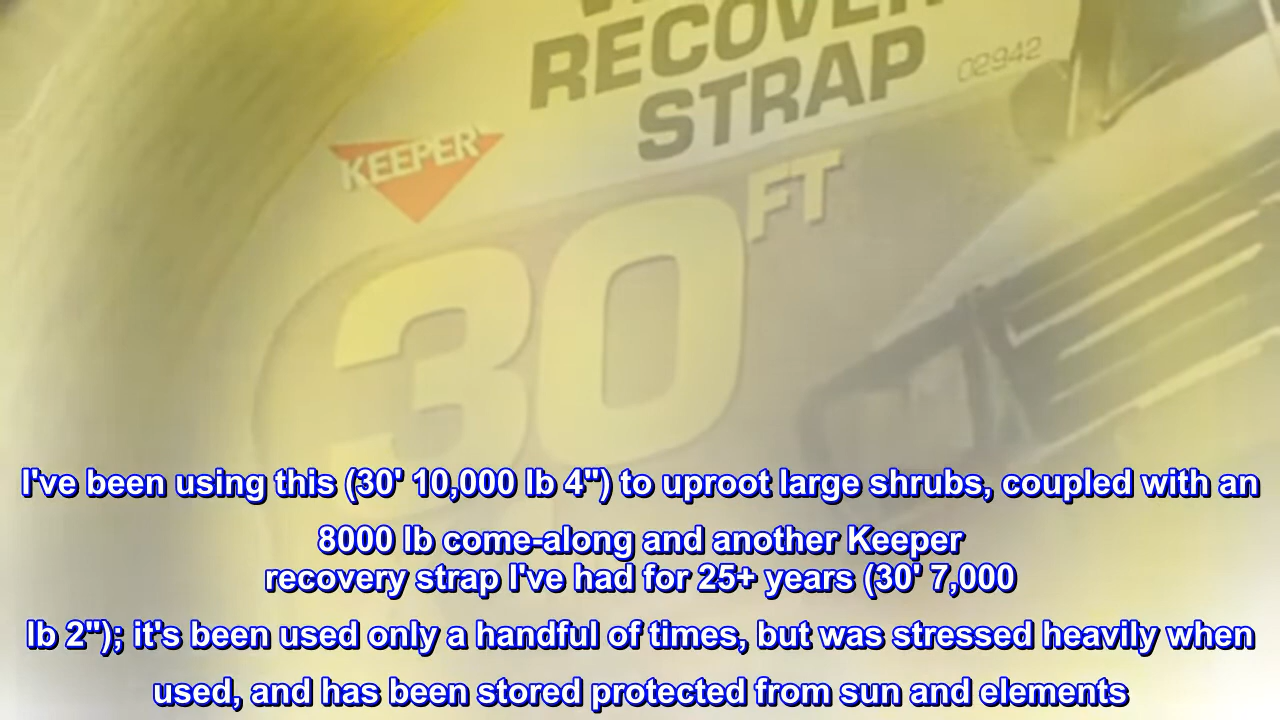 RECOVER
STRAP 02942
KEEPER
30 FT
I've been using this (30' 10,000 lb 4") to uproot large shrubs, coupled with an
8000 lb come-along and another Keeper
recovery strap I've had for 25+ years (30' 7,000
lb 2"); it's been used only a handful of times, but was stressed heavily when
used, and has been stored protected from sun and elements